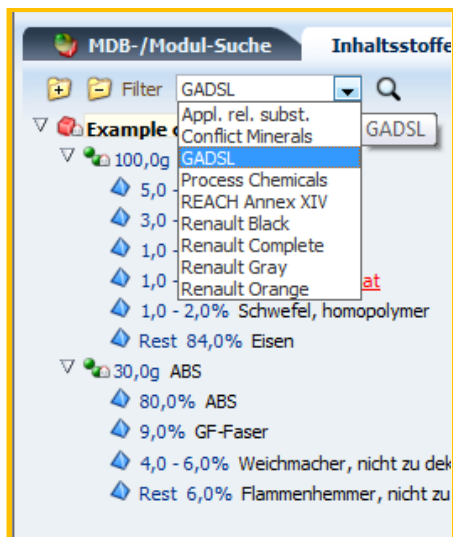 MDB-/Modul-Suche Inhaltsstoffe
Filter GADSL
Appl. rel. subst.
Example
Conflict Minerals
GADSL
100,0g GADSL
Process Chemicals
5,0 -
REACH Annex XIV
3,0 -
Renault Black
1,0 -
Renault Complete
Renault Gray
1,0 - at
Renault Orange
1,0 - 2,0% Schwefel, homopolymer
Rest 84,0% Eisen
30,0g ABS
80,0% ABS
9,0% GF-Faser
4,0 - 6,0% Weichmacher, nicht zu dek
Rest 6,0% Flammenhemmer, nicht zu